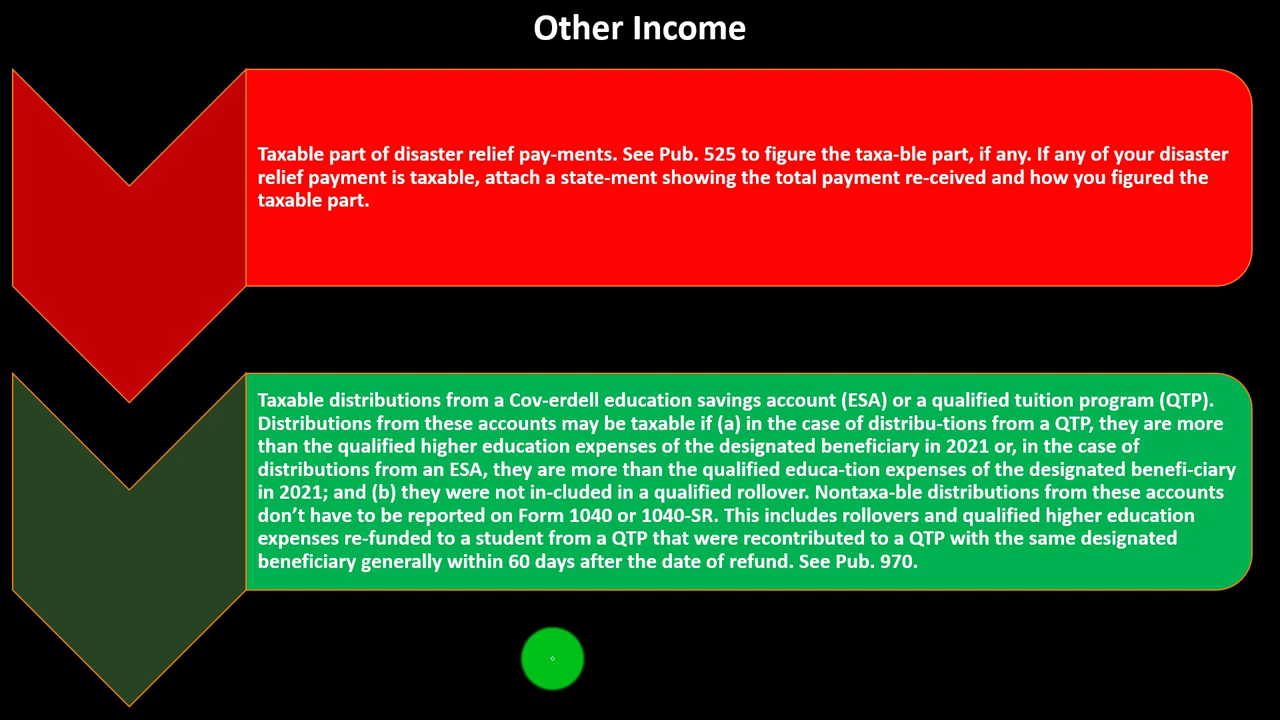 Other Income
Taxable part of disaster relief pay-ments. See Pub. 525 to figure the taxa-ble part, if any. If any of your disaster
relief payment is taxable, attach a state-ment showing the total payment re-ceived and how you figured the
taxable part.
Taxable distributions from a Cov-erdell education savings account (ESA) or a qualified tuition program (QTP).
Distributions from these accounts may be taxable if (a) in the case of distribu-tions from a QTP, they are more
than the qualified higher education expenses of the designated beneficiary in 2021 or, in the case of
distributions from an ESA, they are more than the qualified educa-tion expenses of the designated benefi-ciary
in 2021; and (b) they were not in-cluded in a qualified rollover. Nontaxa-ble distributions from these accounts
don’t have to be reported on Form 1040 or 1040-SR. This includes rollovers and qualified higher education
expenses re-funded to a student from a QTP that were recontributed to a QTP with the same designated
beneficiary generally within 60 days after the date of refund. See Pub. 970.